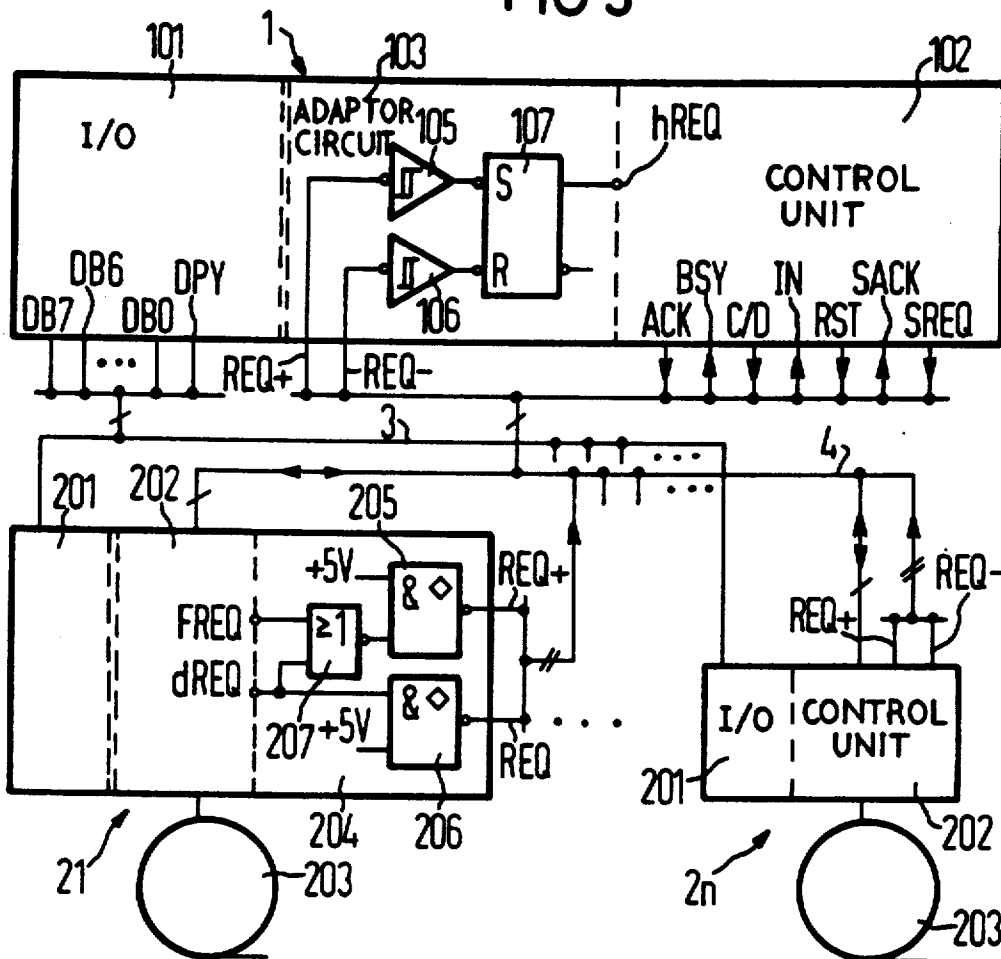 FIG 3
101
1
103
102
I/O
ADAPTOR
CIRCUIT
105
107
hREQ
S
CONTROL
UNIT
DB6
DPY
R
106
BSY
IN
SACK
DB7
DB0
ACK
C/D
RST
SREQ
...
REQ+
REQ-
3
4
201
202
205
...
...
+5V
& ◇
REQ+
REQ-
FREQ
≥1
REQ+
dREQ
& ◇
207
+5V
REQ
...
I/O
CONTROL
UNIT
201
204
206
202
21
203
2n
203